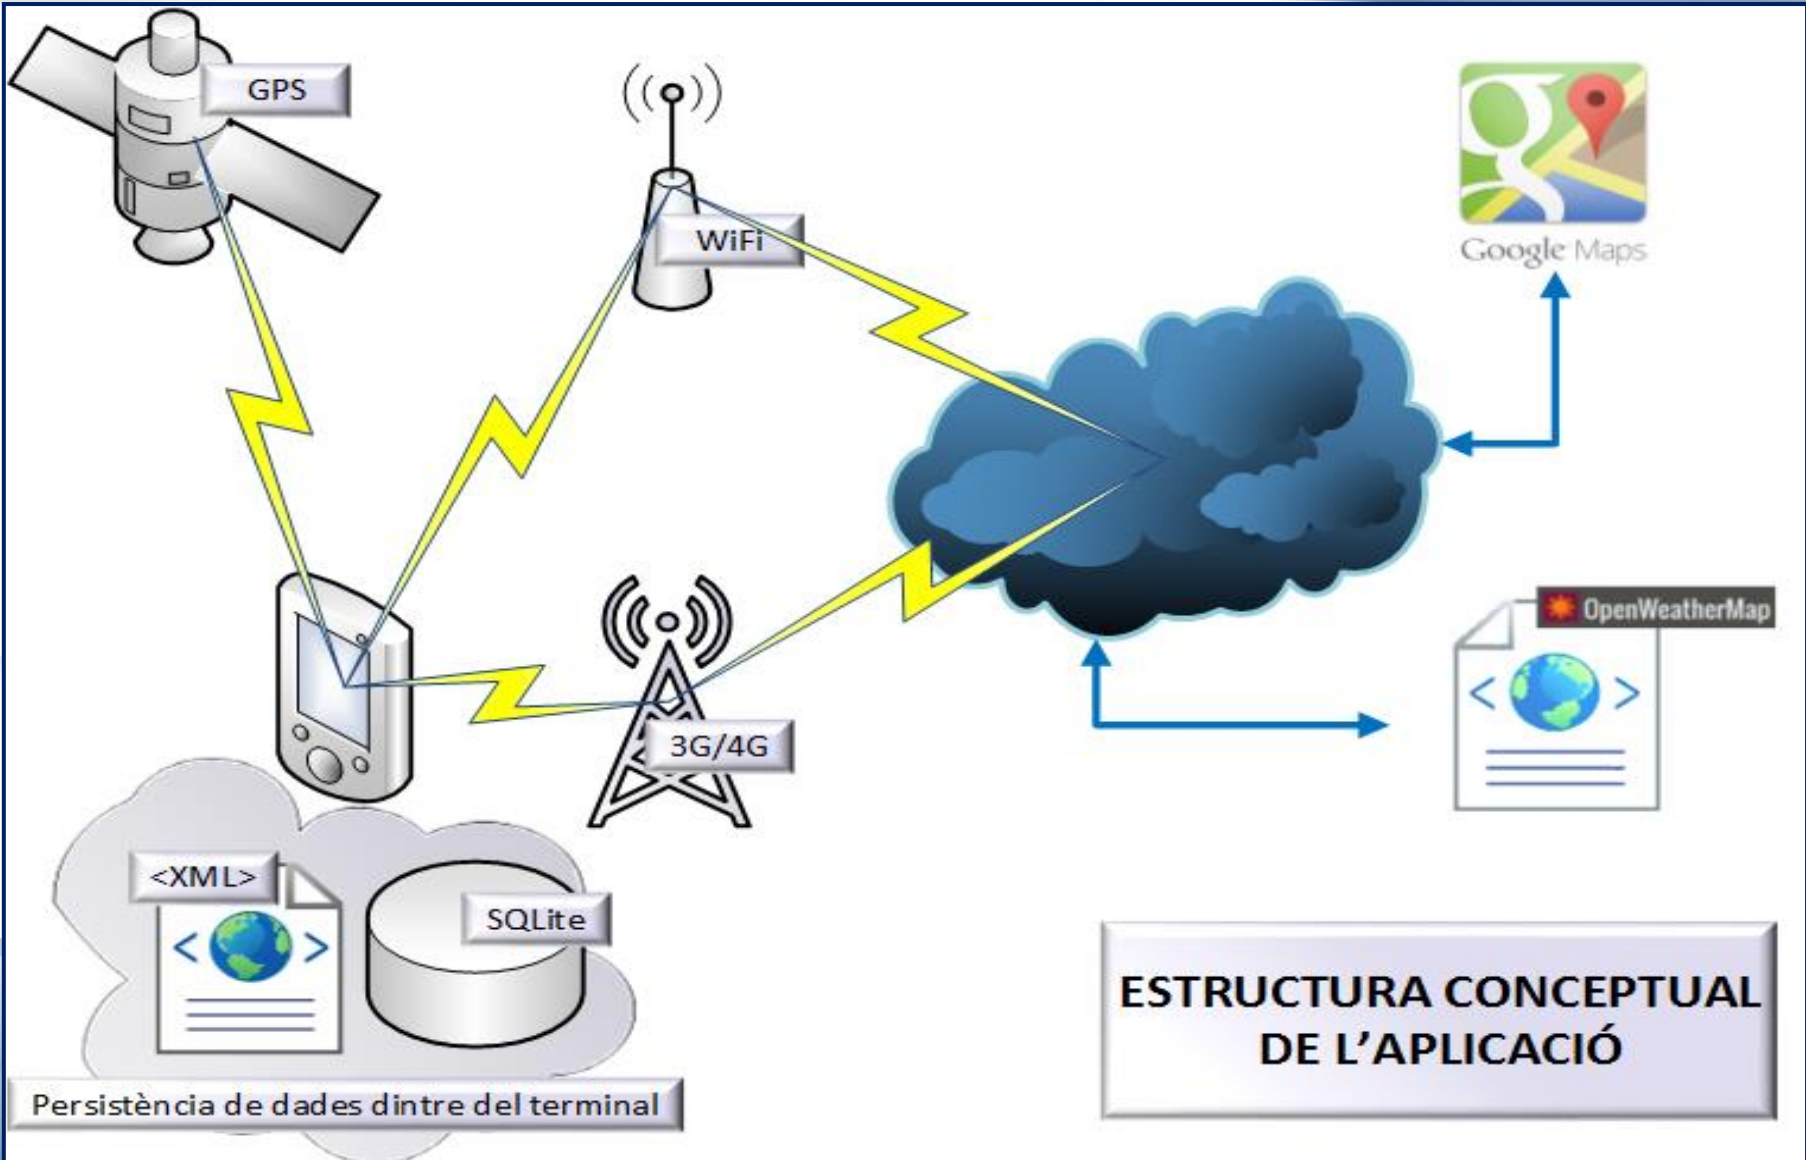 GPS
WiFi
Google Maps
OpenWeatherMap
3G/4G
<XML>
SQLite
Persistència de dades dintre del terminal
ESTRUCTURA CONCEPTUAL
DE L'APLICACIÓ